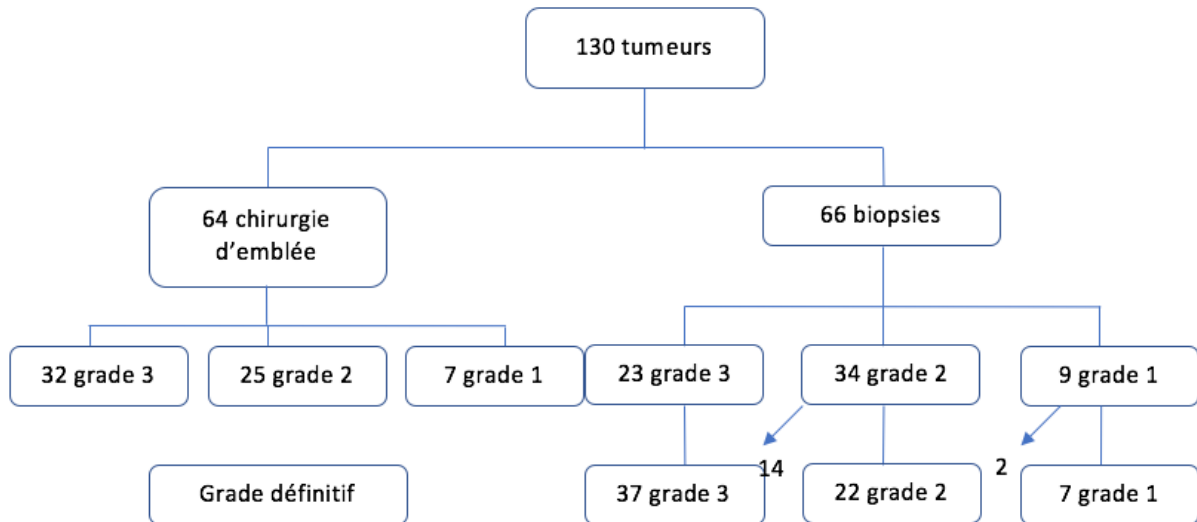 130 tumeurs
64 chirurgie
d’emblée
66 biopsies
32 grade 3
25 grade 2
7 grade 1
23 grade 3
34 grade 2
9 grade 1
14
2
Grade définitif
37 grade 3
22 grade 2
7 grade 1